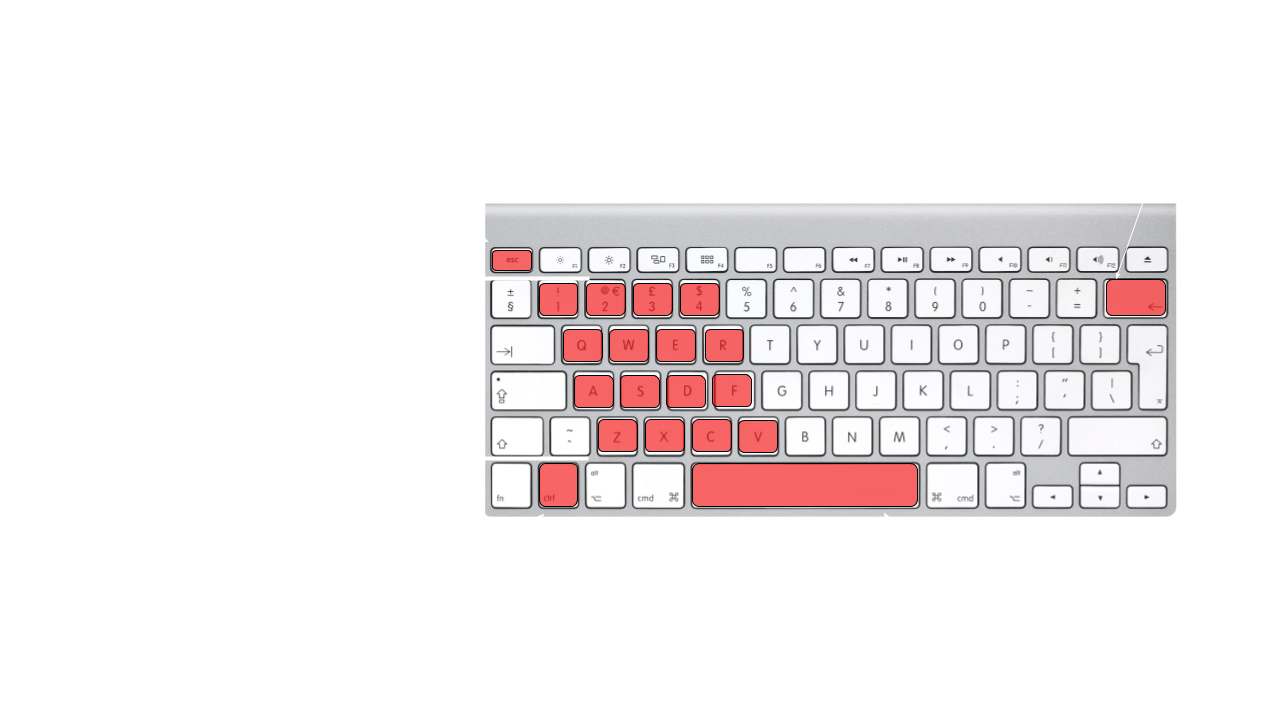 esc F1 F2 F3 F4 F5 F6 F7 F8 F9 F10 F11 F12
± ! @ € £ $ % ^ & * ( ) – +
§ 1 2 3 4 5 6 7 8 9 0 - =
Q W E R T Y U I O P { }
[ ]
A S D F G H J K L : “ |
; ‘ \
~ Z X C V B N M < > ?
` , . /
alt alt
fn ctrl cmd cmd